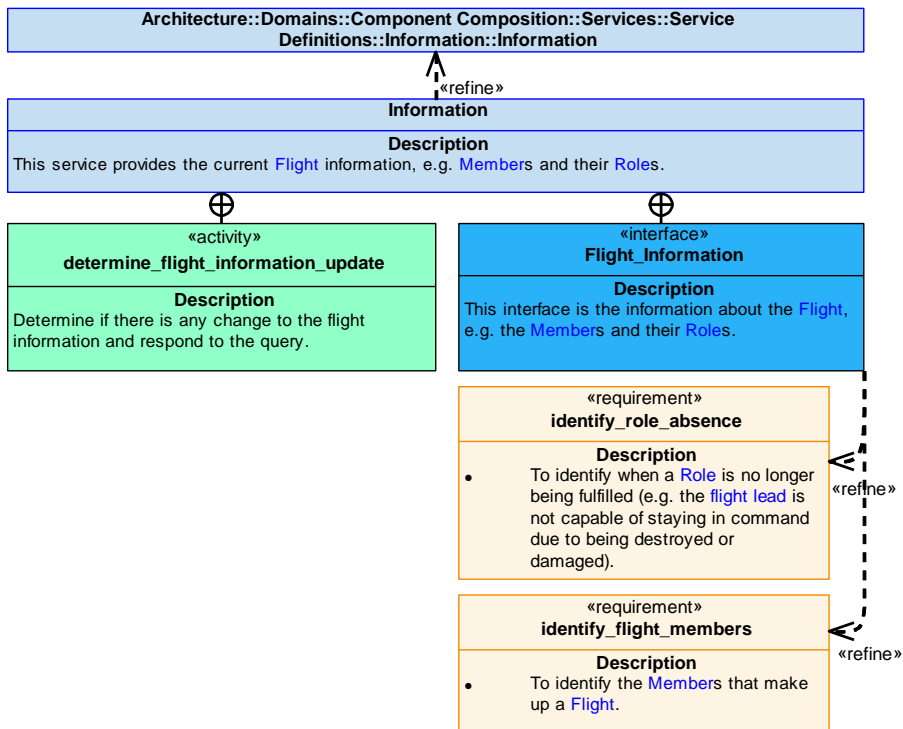 Architecture::Domains::Component Composition::Services::Service
Definitions::Information::Information
«refine»
Information
Description
This service provides the current Flight information, e.g. Members and their Roles.
«activity»
determine_flight_information_update
Description
Determine if there is any change to the flight
information and respond to the query.
«interface»
Flight_Information
Description
This interface is the information about the Flight,
e.g. the Members and their Roles.
«requirement»
identify_role_absence
Description
• To identify when a Role is no longer
being fulfilled (e.g. the flight lead is
not capable of staying in command
due to being destroyed or
damaged).
«refine»
«requirement»
identify_flight_members
Description
• To identify the Members that make
up a Flight.
«refine»